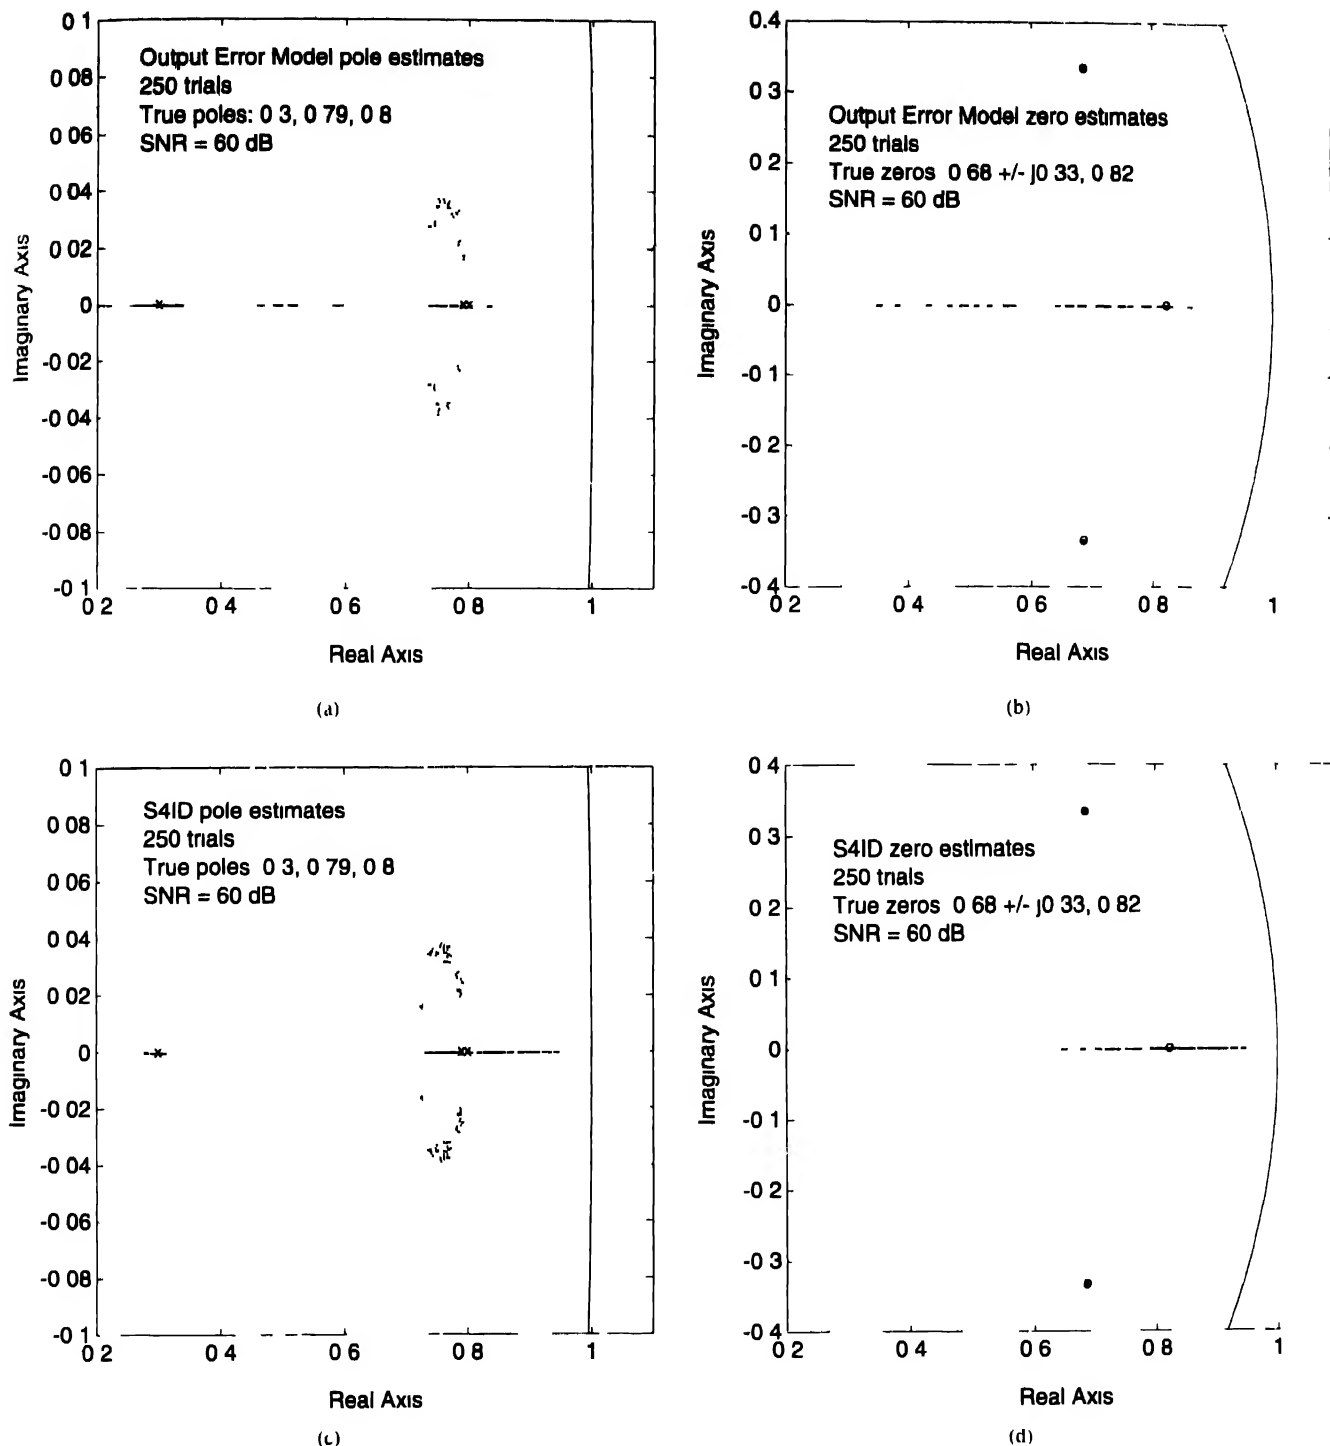 0 1
0 08
0 06
0 04
0 02
0
-0 02
-0 04
-0 06
-0 08
-0 1
Imaginary Axis
Output Error Model pole estimates
250 trials
True poles: 0 3, 0 79, 0 8
SNR = 60 dB
0 2
0 4
0 6
0 8
1
Real Axis
(a)
0.4
0 3
0 2
0 1
0
-0 1
-0 2
-0 3
-0 4
Imaginary Axis
Output Error Model zero estimates
250 trials
True zeros 0 68 +/- j0 33, 0 82
SNR = 60 dB
0 2
0 4
0 6
0 8
1
Real Axis
(b)
0 1
0 08
0 06
0 04
0 02
0
-0 02
-0 04
-0 06
-0 08
-0 1
Imaginary Axis
S4ID pole estimates
250 trials
True poles 0 3, 0 79, 0 8
SNR = 60 dB
0 2
0 4
0 6
0 8
1
Real Axis
(c)
0 4
0 3
0 2
0 1
0
-0 1
-0 2
-0 3
-0 4
Imaginary Axis
S4ID zero estimates
250 trials
True zeros 0 68 +/- j0 33, 0 82
SNR = 60 dB
0 2
0 4
0 6
0 8
1
Real Axis
(d)